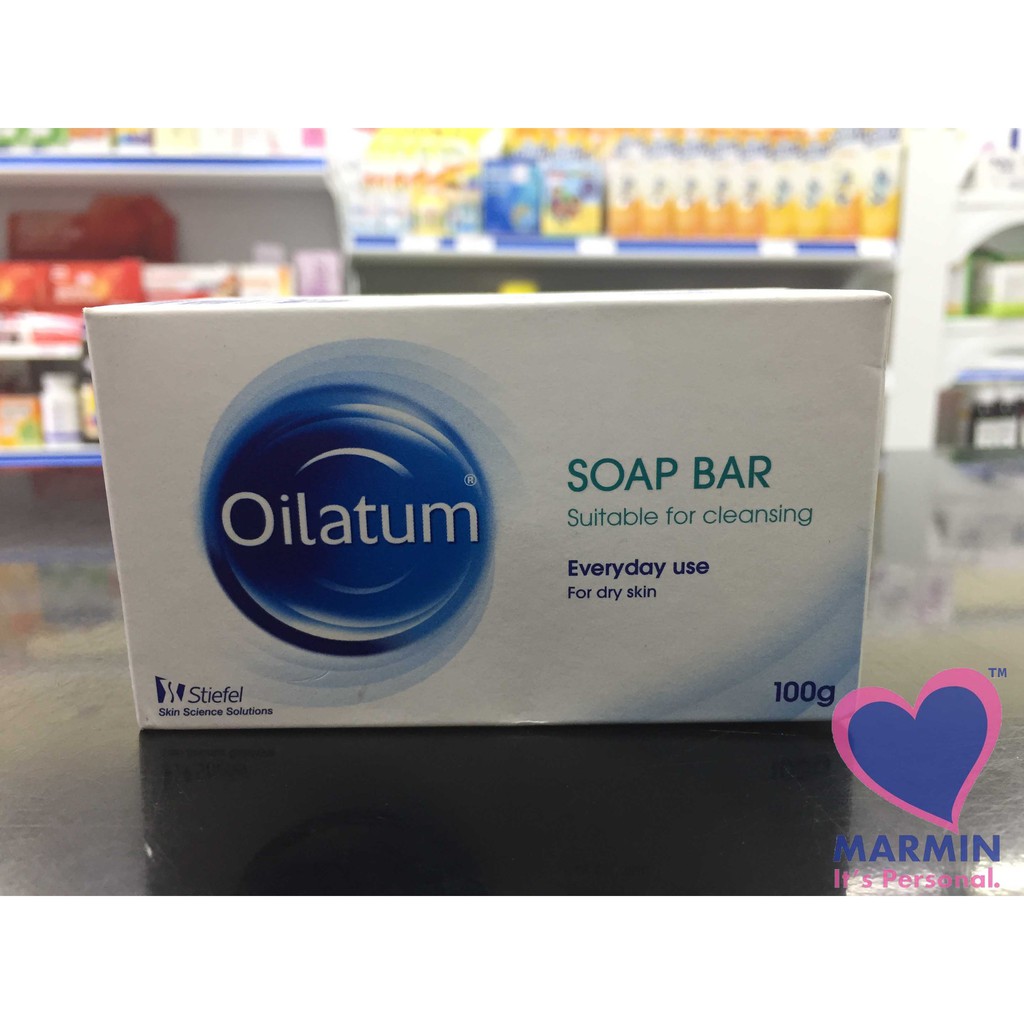 Oilatum®
SOAP BAR
Suitable for cleansing
Everyday use
For dry skin
Stiefel
Skin Science Solutions
100g
™
MARMIN
It's Personal.